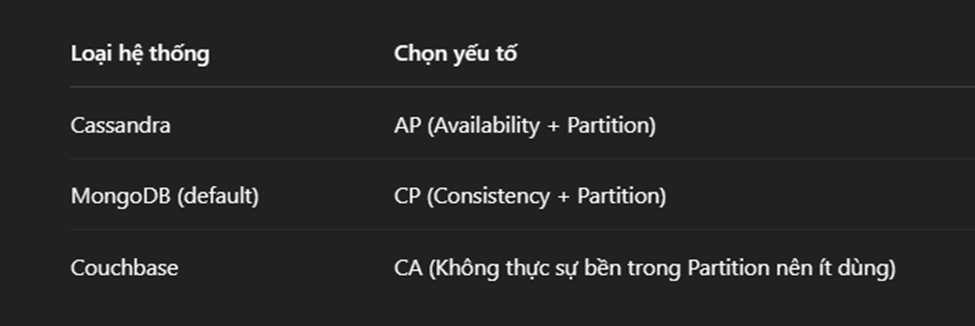 Loại hệ thống Chọn yếu tố
Cassandra AP (Availability + Partition)
MongoDB (default) CP (Consistency + Partition)
Couchbase CA (Không thực sự bền trong Partition nên ít dùng)